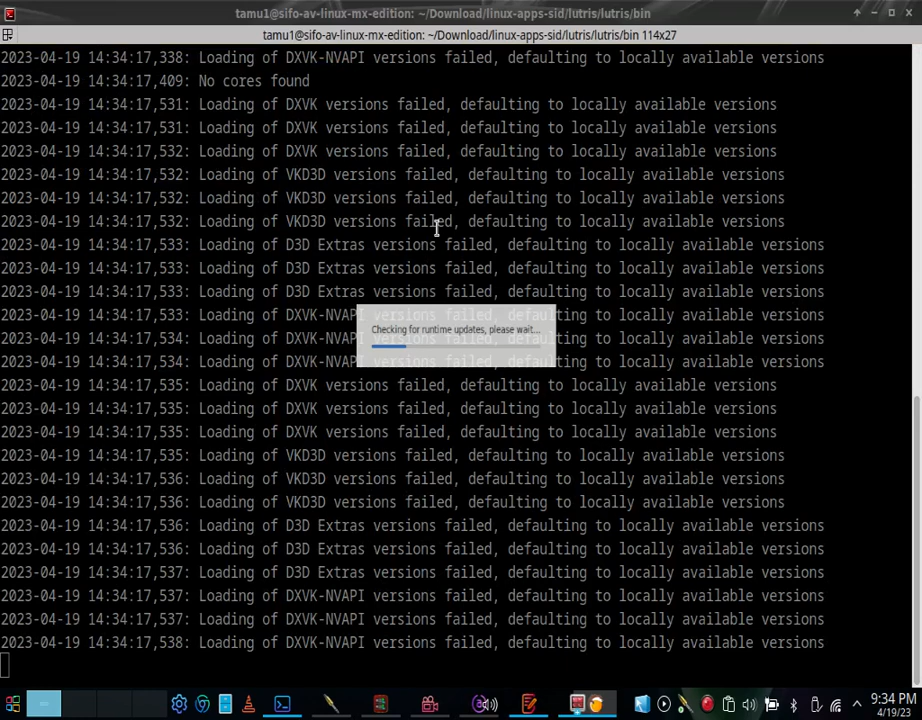 tamu1@sifo-av-linux-mx-edition: ~/Download/linux-apps-sid/lutris/lutris/bin
tamu1@sifo-av-linux-mx-edition: ~/Download/linux-apps-sid/lutris/lutris/bin 114x27
2023-04-19 14:34:17,338: Loading of DXVK-NVAPI versions failed, defaulting to locally available versions
2023-04-19 14:34:17,409: No cores found
2023-04-19 14:34:17,531: Loading of DXVK versions failed, defaulting to locally available versions
2023-04-19 14:34:17,531: Loading of DXVK versions failed, defaulting to locally available versions
2023-04-19 14:34:17,532: Loading of DXVK versions failed, defaulting to locally available versions
2023-04-19 14:34:17,532: Loading of VKD3D versions failed, defaulting to locally available versions
2023-04-19 14:34:17,532: Loading of VKD3D versions failed, defaulting to locally available versions
2023-04-19 14:34:17,532: Loading of VKD3D versions failed, defaulting to locally available versions
2023-04-19 14:34:17,533: Loading of D3D Extras versions failed, defaulting to locally available versions
2023-04-19 14:34:17,533: Loading of D3D Extras versions failed, defaulting to locally available versions
2023-04-19 14:34:17,533: Loading of D3D Extras versions failed, defaulting to locally available versions
2023-04-19 14:34:17,533: Loading of DXVK-NVAPI versions failed, defaulting to locally available versions
Checking for runtime updates, please wait...
2023-04-19 14:34:17,534: Loading of DXVK-NVAPI versions failed, defaulting to locally available versions
2023-04-19 14:34:17,534: Loading of DXVK-NVAPI versions failed, defaulting to locally available versions
2023-04-19 14:34:17,535: Loading of DXVK versions failed, defaulting to locally available versions
2023-04-19 14:34:17,535: Loading of DXVK versions failed, defaulting to locally available versions
2023-04-19 14:34:17,535: Loading of DXVK versions failed, defaulting to locally available versions
2023-04-19 14:34:17,535: Loading of VKD3D versions failed, defaulting to locally available versions
2023-04-19 14:34:17,536: Loading of VKD3D versions failed, defaulting to locally available versions
2023-04-19 14:34:17,536: Loading of VKD3D versions failed, defaulting to locally available versions
2023-04-19 14:34:17,536: Loading of D3D Extras versions failed, defaulting to locally available versions
2023-04-19 14:34:17,536: Loading of D3D Extras versions failed, defaulting to locally available versions
2023-04-19 14:34:17,537: Loading of D3D Extras versions failed, defaulting to locally available versions
2023-04-19 14:34:17,537: Loading of DXVK-NVAPI versions failed, defaulting to locally available versions
2023-04-19 14:34:17,537: Loading of DXVK-NVAPI versions failed, defaulting to locally available versions
2023-04-19 14:34:17,538: Loading of DXVK-NVAPI versions failed, defaulting to locally available versions
9:34 PM
4/19/23